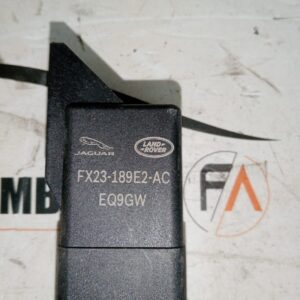 JAGUAR
LAND ROVER
FX23-189E2-AC
EQ9GW
MB
FA